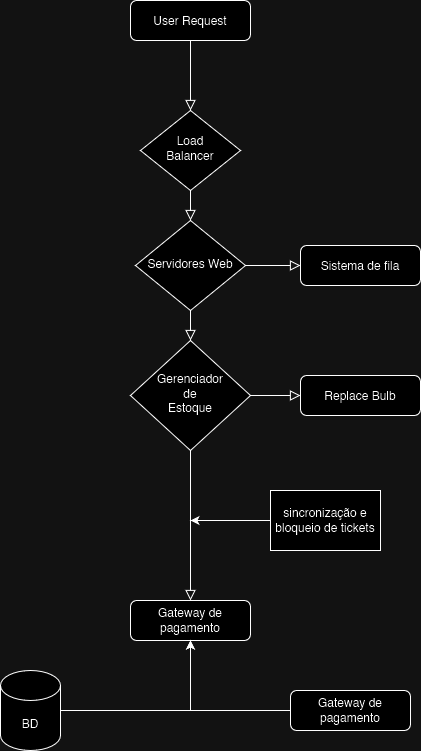 User Request
Load
Balancer
Servidores Web
Sistema de fila
Gerenciador
de
Estoque
Replace Bulb
sincronização e
bloqueio de tickets
Gateway de
pagamento
Gateway de
pagamento
BD